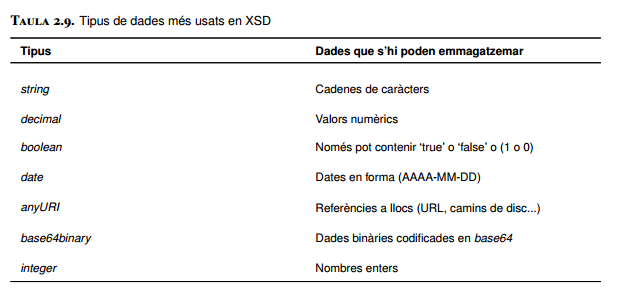 TAULA 2.9. Tipus de dades més usats en XSD
Tipus Dades que s’hi poden emmagatzemar
string Cadenes de caràcters
decimal Valors numèrics
boolean Només pot contenir ‘true’ o ‘false’ o (1 o 0)
date Dates en forma (AAAA-MM-DD)
anyURI Referències a llocs (URL, camins de disc...)
base64binary Dades binàries codificades en base64
integer Nombres enters